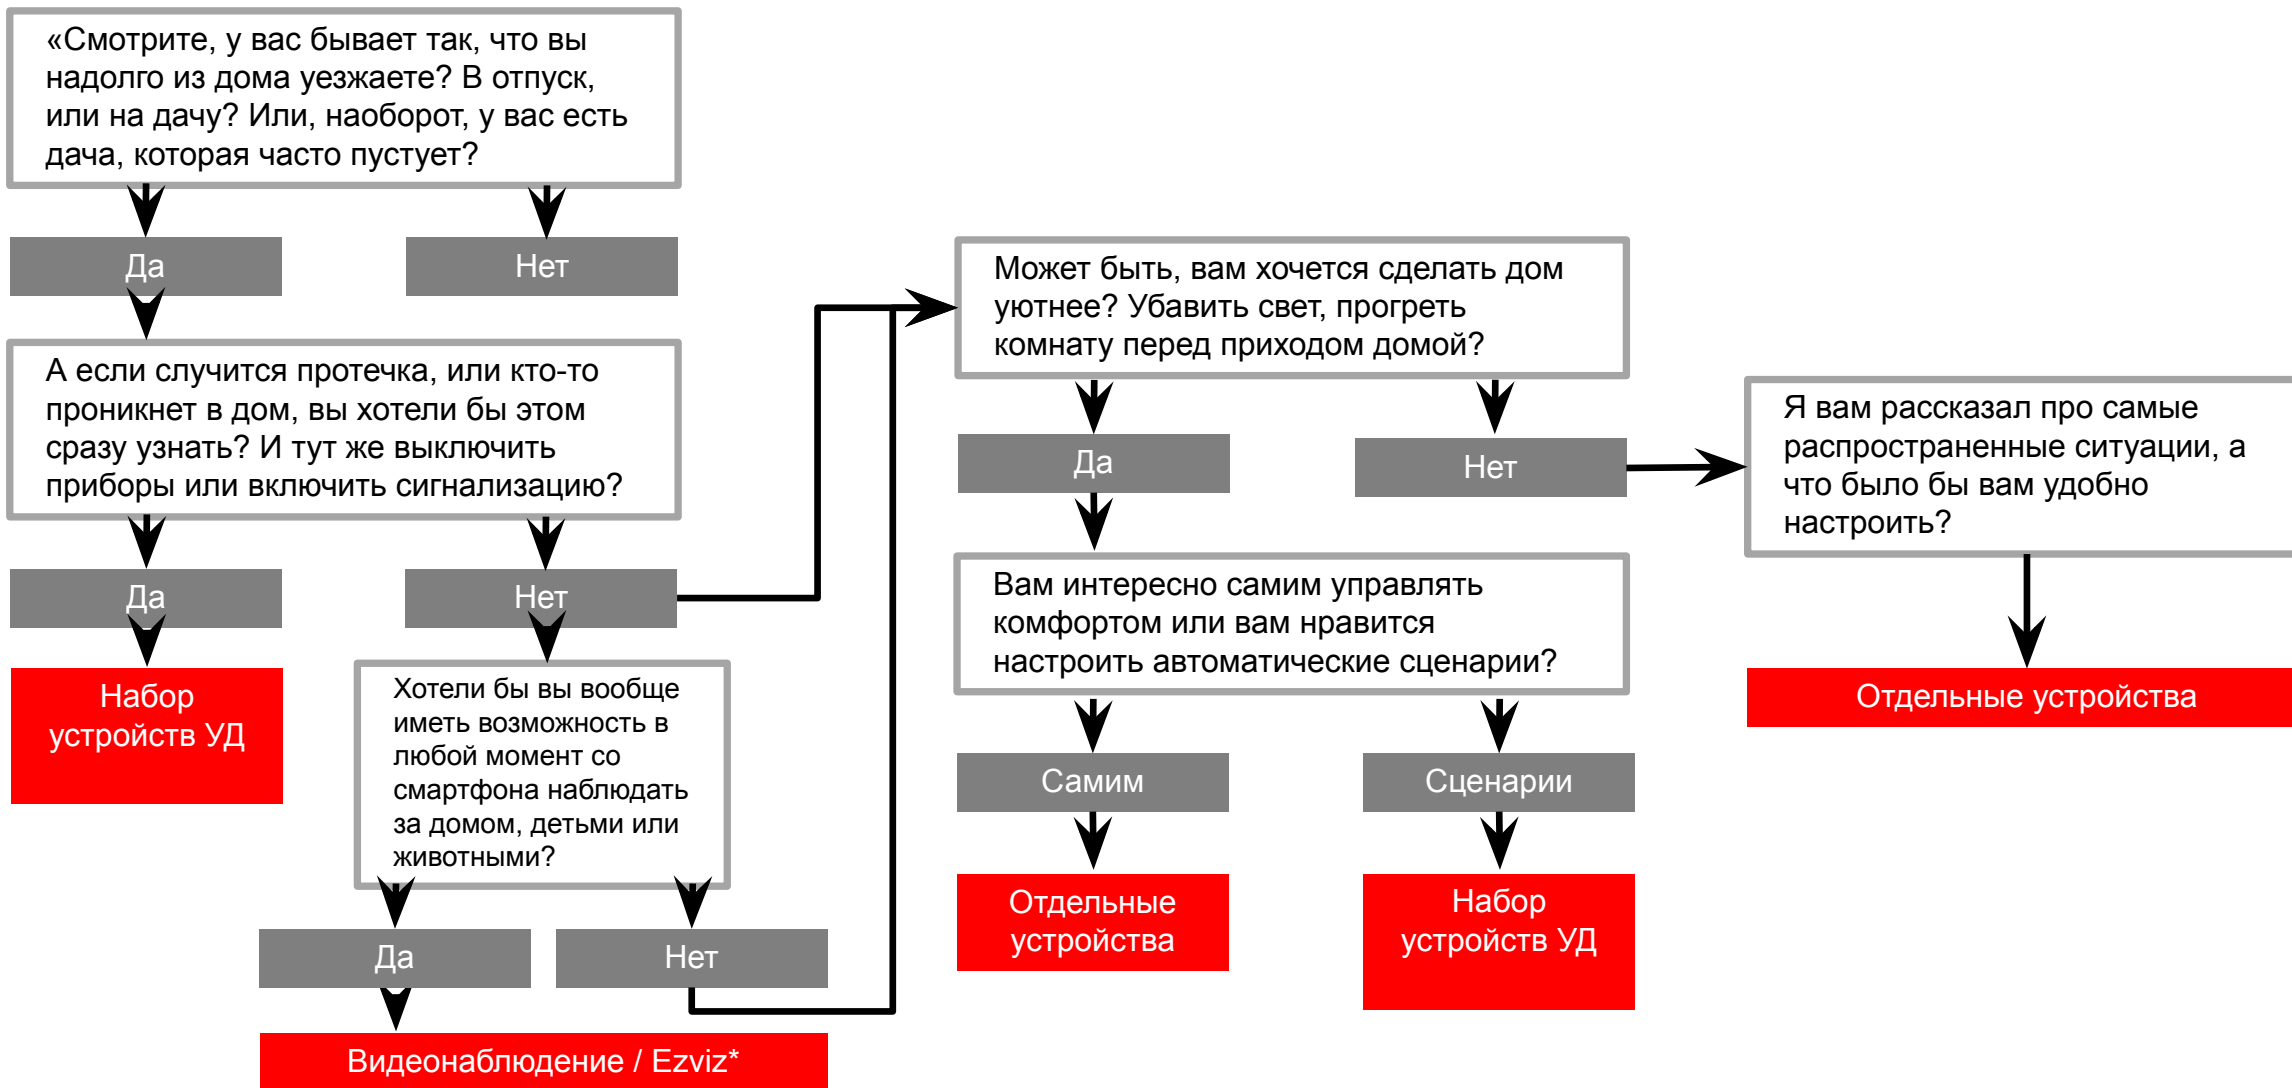 «Смотрите, у вас бывает так, что вы
надолго из дома уезжаете? В отпуск,
или на дачу? Или, наоборот, у вас есть
дача, которая часто пустует?
Да
Нет
А если случится протечка, или кто-то
проникнет в дом, вы хотели бы этом
сразу узнать? И тут же выключить
приборы или включить сигнализацию?
Да
Нет
Набор
устройств УД
Хотели бы вы вообще
иметь возможность в
любой момент со
смартфона наблюдать
за домом, детьми или
животными?
Да
Нет
Видеонаблюдение / Ezviz*
Может быть, вам хочется сделать дом
уютнее? Убавить свет, прогреть
комнату перед приходом домой?
Да
Нет
Вам интересно самим управлять
комфортом или вам нравится
настроить автоматические сценарии?
Самим
Сценарии
Отдельные
устройства
Набор
устройств УД
Я вам рассказал про самые
распространенные ситуации, а
что было бы вам удобно
настроить?
Отдельные устройства